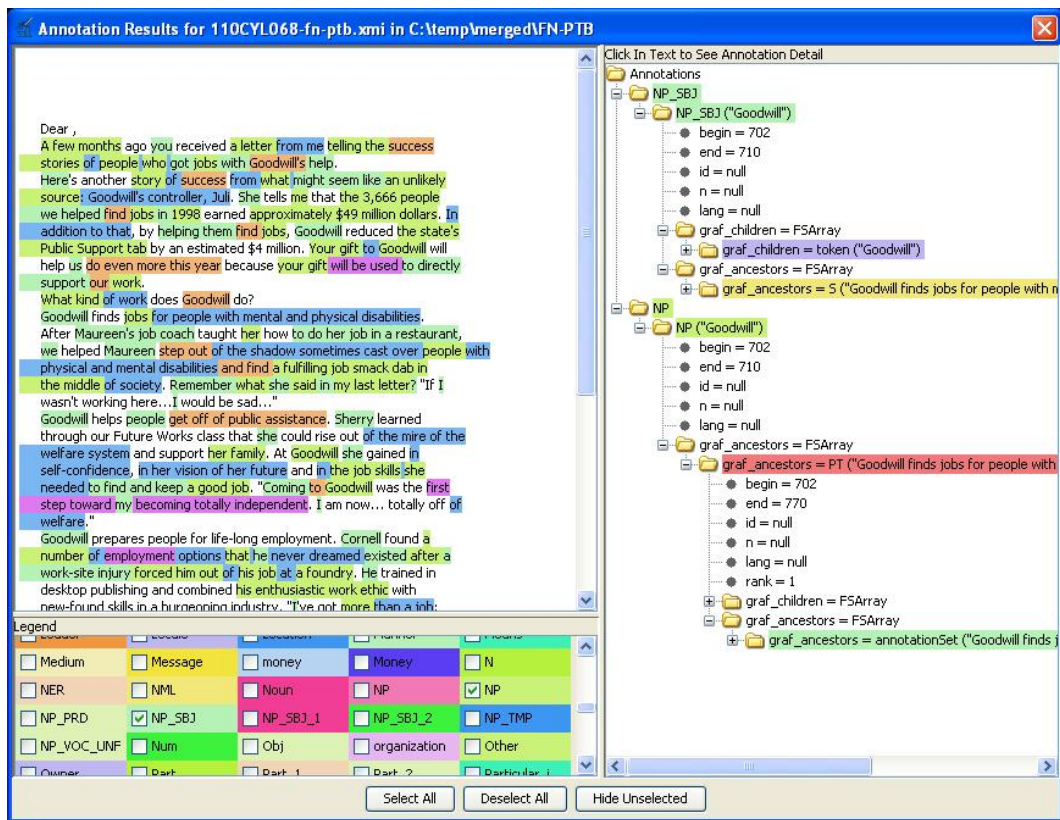 Annotation Results for 110CYL068-fn-ptb.xmi in C:\temp\merged\FN-PTB
Dear ,
A few months ago you received a letter from me telling the success
stories of people who got jobs with Goodwill's help.
Here's another story of success from what might seem like an unlikely
source: Goodwill's controller, Juli. She tells me that the 3,666 people
we helped find jobs in 1998 earned approximately $49 million dollars. In
addition to that, by helping them find jobs, Goodwill reduced the state's
Public Support tab by an estimated $4 million. Your gift to Goodwill will
help us do even more this year because your gift will be used to directly
support our work.
What kind of work does Goodwill do?
Goodwill finds jobs for people with mental and physical disabilities.
After Maureen's job coach taught her how to do her job in a restaurant,
we helped Maureen step out of the shadow sometimes cast over people with
physical and mental disabilities and find a fulfilling job smack dab in
the middle of society. Remember what she said in my last letter? "If I
wasn't working here...I would be sad..."
Goodwill helps people get off of public assistance. Sherry learned
through our Future Works class that she could rise out of the mire of the
welfare system and support her family. At Goodwill she gained in
self-confidence, in her vision of her future and in the job skills she
needed to find and keep a good job. "Coming to Goodwill was the first
step toward my becoming totally independent. I am now... totally off of
welfare."
Goodwill prepares people for life-long employment. Cornell found a
number of employment options that he never dreamed existed after a
work-site injury forced him out of his job at a foundry. He trained in
desktop publishing and combined his enthusiastic work ethic with
new-found skills in a burgeoning industry. "I've got more than a job;
Legend
Medium Message money Money N
NER NML Noun NP NP
NP_PRD NP_SBJ NP_SBJ_1 NP_SBJ_2 NP_TMP
NP_VOC_UNF Num Obj organization Other
Owner Part Part_1 Part_2
Click In Text to See Annotation Detail
Annotations
NP_SBJ
NP_SBJ ("Goodwill")
begin = 702
end = 710
id = null
n = null
lang = null
graf_children = FSArray
graf_children = token ("Goodwill")
graf_ancestors = FSArray
graf_ancestors = S ("Goodwill finds jobs for people with m
NP
NP ("Goodwill")
begin = 702
end = 710
id = null
n = null
lang = null
graf_ancestors = FSArray
graf_ancestors = PT ("Goodwill finds jobs for people with
begin = 702
end = 770
id = null
n = null
lang = null
rank = 1
graf_children = FSArray
graf_ancestors = FSArray
graf_ancestors = annotationSet ("Goodwill finds j
Select All Deselect All Hide Unselected